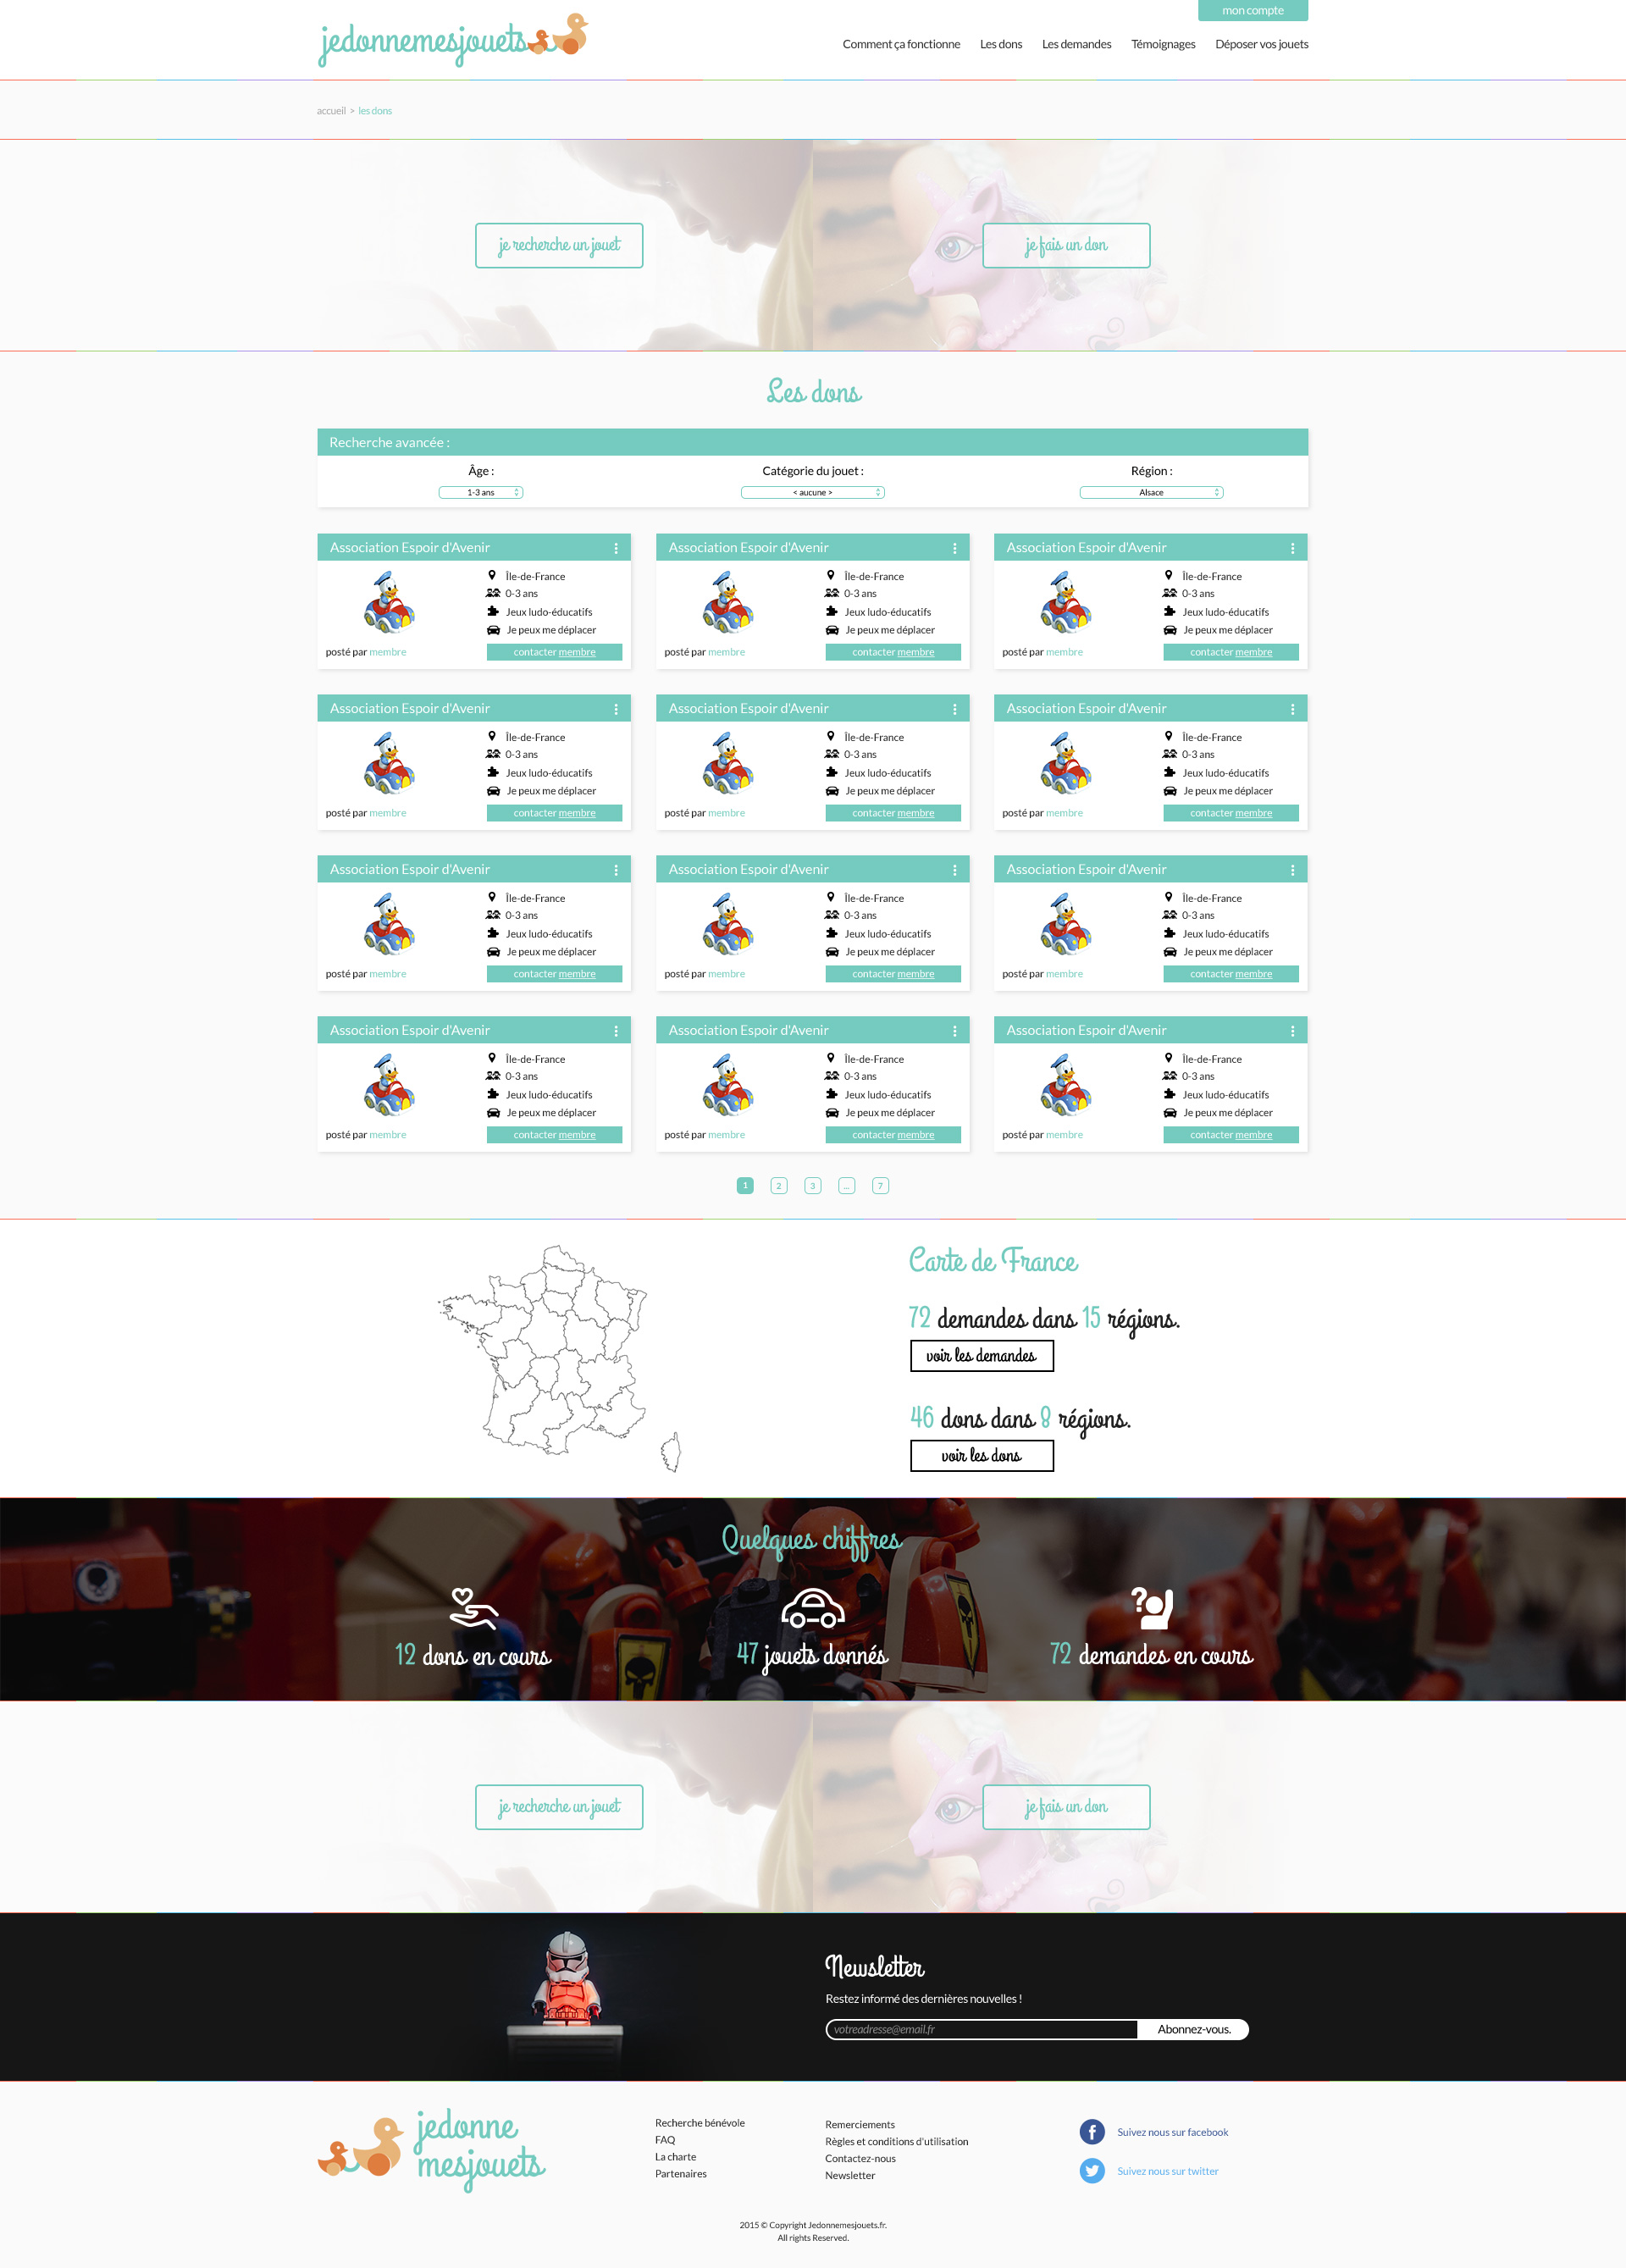 mon compte
jedonnemesjouets
Comment ça fonctionne Les dons Les demandes Témoignages Déposer vos jouets
accueil > les dons
je recherche un jouet je fais un don
Les dons
Recherche avancée :
Âge : Catégorie du jouet : Région :
1-3 ans < aucune > Alsace
Association Espoir d'Avenir Association Espoir d'Avenir Association Espoir d'Avenir
Île-de-France Île-de-France Île-de-France
0-3 ans 0-3 ans 0-3 ans
Jeux ludo-éducatifs Jeux ludo-éducatifs Jeux ludo-éducatifs
Je peux me déplacer Je peux me déplacer Je peux me déplacer
posté par membre contacter membre posté par membre contacter membre posté par membre contacter membre
Association Espoir d'Avenir Association Espoir d'Avenir Association Espoir d'Avenir
Île-de-France Île-de-France Île-de-France
0-3 ans 0-3 ans 0-3 ans
Jeux ludo-éducatifs Jeux ludo-éducatifs Jeux ludo-éducatifs
Je peux me déplacer Je peux me déplacer Je peux me déplacer
posté par membre contacter membre posté par membre contacter membre posté par membre contacter membre
Association Espoir d'Avenir Association Espoir d'Avenir Association Espoir d'Avenir
Île-de-France Île-de-France Île-de-France
0-3 ans 0-3 ans 0-3 ans
Jeux ludo-éducatifs Jeux ludo-éducatifs Jeux ludo-éducatifs
Je peux me déplacer Je peux me déplacer Je peux me déplacer
posté par membre contacter membre posté par membre contacter membre posté par membre contacter membre
Association Espoir d'Avenir Association Espoir d'Avenir Association Espoir d'Avenir
Île-de-France Île-de-France Île-de-France
0-3 ans 0-3 ans 0-3 ans
Jeux ludo-éducatifs Jeux ludo-éducatifs Jeux ludo-éducatifs
Je peux me déplacer Je peux me déplacer Je peux me déplacer
posté par membre contacter membre posté par membre contacter membre posté par membre contacter membre
1 2 3 ... 7
Carte de France
72 demandes dans 15 régions.
voir les demandes
46 dons dans 8 régions.
voir les dons
Quelques chiffres
12 dons en cours 47 jouets donnés 72 demandes en cours
je recherche un jouet je fais un don
Newsletter
Restez informé des dernières nouvelles !
votreadresse@email.fr Abonnez-vous.
jedonne
mesjouets
Recherche bénévole
FAQ
La charte
Partenaires
Remerciements
Règles et conditions d'utilisation
Contactez-nous
Newsletter
Suivez nous sur facebook
Suivez nous sur twitter
2015 © Copyright Jedonnemesjouets.fr.
All rights Reserved.